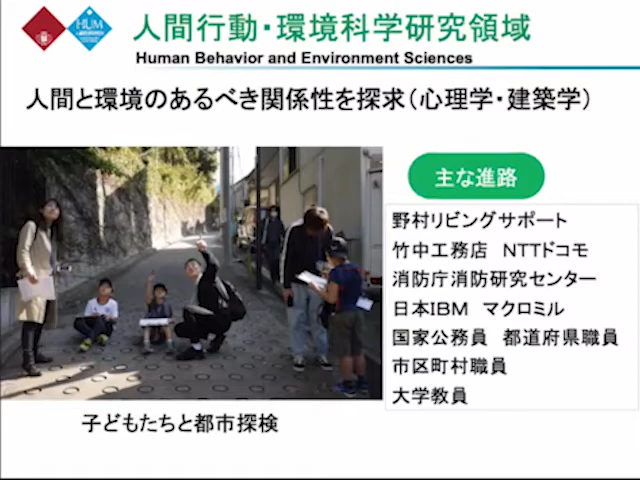 HUM
人間行動・環境科学研究領域
Human Behavior and Environment Sciences
人間と環境のあるべき関係性を探求（心理学・建築学）
主な進路
野村リビングサポート
竹中工務店　NTTドコモ
消防庁消防研究センター
日本IBM　マクロミル
国家公務員　都道府県職員
市区町村職員
大学教員
子どもたちと都市探検